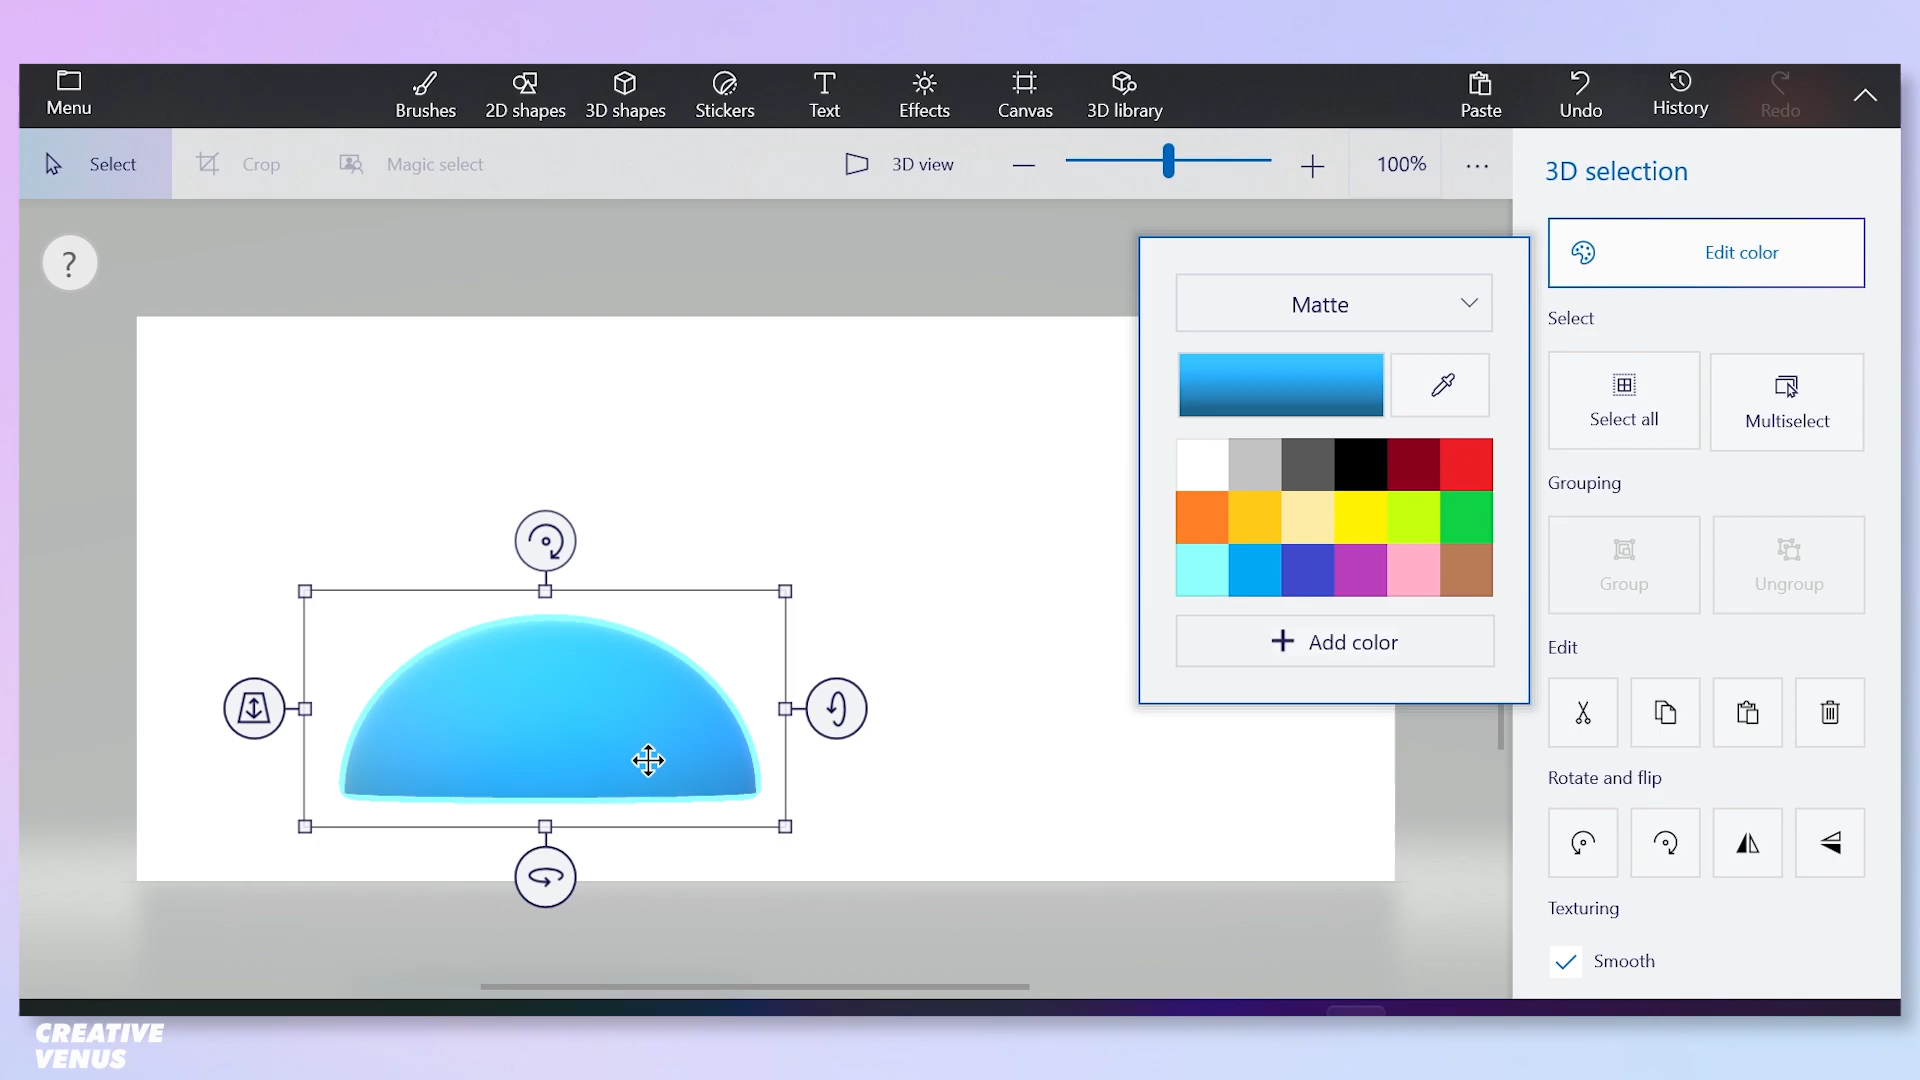 Menu
Brushes
2D shapes
3D shapes
Stickers
Text
Effects
Canvas
3D library
Paste
Undo
History
Redo
Select
Crop
Magic select
3D view
100%
3D selection
?
Edit color
Matte
Select
Select all
Multiselect
Grouping
Group
Ungroup
Add color
Edit
Rotate and flip
Texturing
Smooth
CREATIVE
VENUS